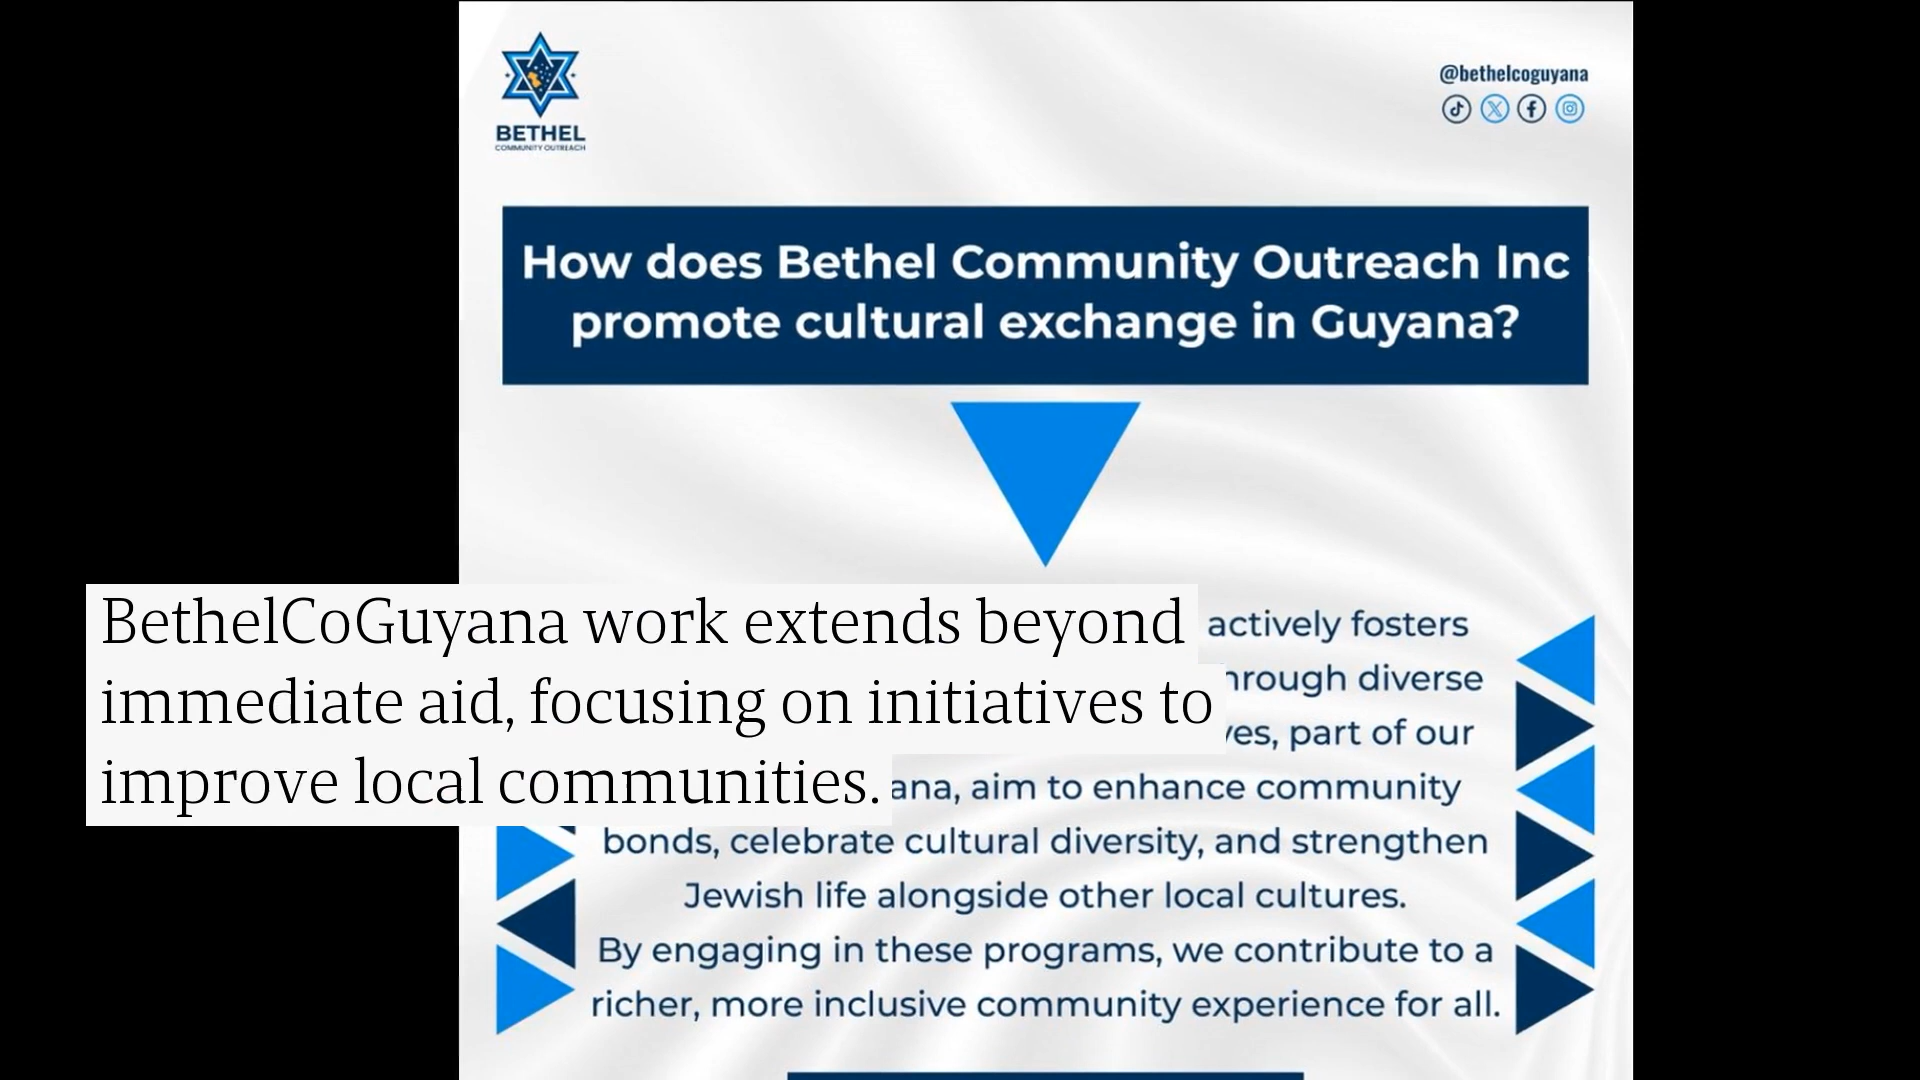 BETHEL
COMMUNITY OUTREACH
@bethelcoguyana
How does Bethel Community Outreach Inc
promote cultural exchange in Guyana?
BethelCoGuyana work extends beyond
immediate aid, focusing on initiatives to
improve local communities.
actively fosters
diverse
part of our
aim to enhance community
bonds, celebrate cultural diversity, and strengthen
Jewish life alongside other local cultures.
By engaging in these programs, we contribute to a
richer, more inclusive community experience for all.